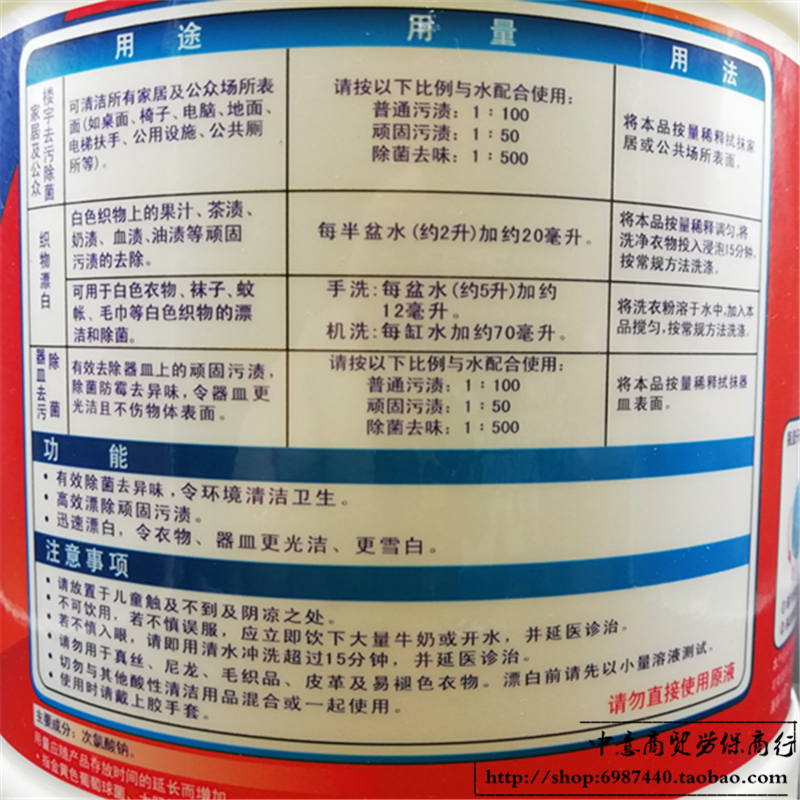 用途
用量
用法
家居及公众
楼宇去污除菌
可清洁所有家居及公众场所表
面(如桌面、椅子、电脑、地面、
电梯扶手、公用设施、公共厕
所等)。
请按以下比例与水配合使用:
普通污渍: 1:100
顽固污渍: 1:50
除菌去味: 1:500
将本品按量稀释拭抹家
居或公共场所表面。
织物漂白
白色织物上的果汁、茶渍、
奶渍、血渍、油渍等顽固
污渍的去除。
每半盆水(约2升)加约20毫升。
将本品按量稀释调匀,将
洗净衣物投入浸泡15分钟,
按常规方法洗涤。
可用于白色衣物、袜子、蚊
帐、毛巾等白色织物的漂
洁和除菌。
手洗:每盆水(约5升)加约
12毫升。
机洗:每缸水加约70毫升。
将洗衣粉溶于水中,加入本
品搅匀,按常规方法洗涤。
器皿去污
除菌
有效去除器皿上的顽固污渍,
除菌防霉去异味,令器皿更
光洁且不伤物体表面。
请按以下比例与水配合使用:
普通污渍: 1:100
顽固污渍: 1:50
除菌去味: 1:500
将本品按量稀释拭抹器
皿表面。
功能
·有效除菌去异味,令环境清洁卫生。
·高效漂除顽固污渍。
·迅速漂白,令衣物、器皿更光洁、更雪白。
注意事项
·请放置于儿童触及不到及阴凉之处。
·不可饮用,若不慎误服,应立即饮下大量牛奶或开水,并延医诊治。
·若不慎入眼,请即用清水冲洗超过15分钟,并延医诊治。
·请勿用于真丝、尼龙、毛织品、皮革及易褪色衣物。漂白前请先以小量溶液测试。
·切勿与其他酸性清洁用品混合或一起使用。
·使用时请戴上胶手套。
请勿直接使用原液
主要成分: 次氯酸钠。
用量应随产品存放时间的延长而增加
·指金黄色葡萄球菌、大肠
中意商贸劳保商行
http://shop:6987440.taobao.com